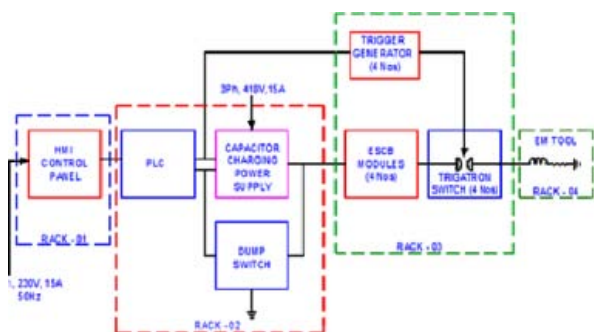 TRIGGER
GENERATOR
(4 Nos)
3Ph, 418V, 15A
HMI
CONTROL
PANEL
PLC
CAPACITOR
CHARGING
POWER
SUPPLY
ESCB
MODULES
(4 Nos)
TRIGATRON
SWITCH (4 Nos)
EM TOOL
RACK - 04
RACK - 01
DUMP
SWITCH
RACK - 03
, 230V, 15A
50Hz
RACK - 02